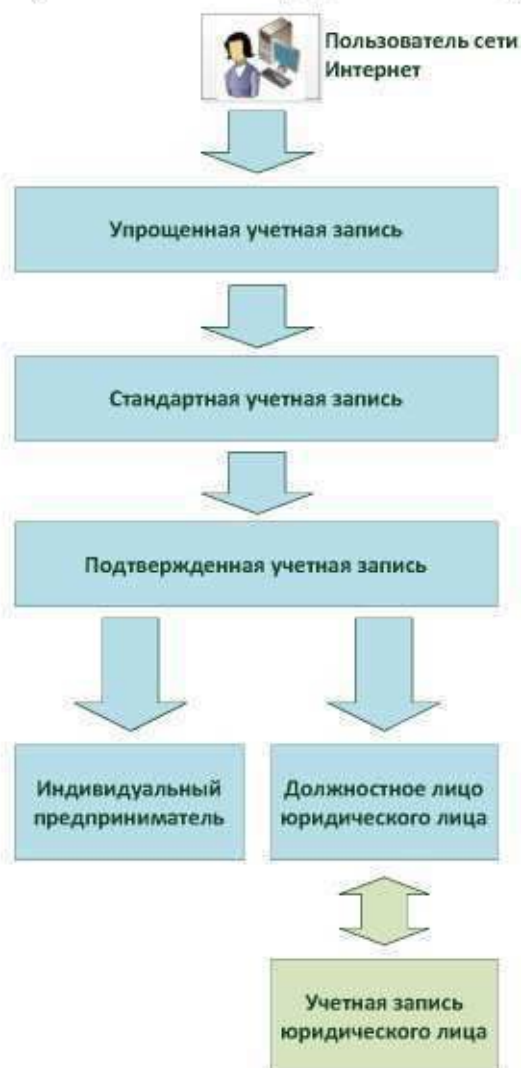 Пользователь сети
Интернет
Упрощенная учетная запись
Стандартная учетная запись
Подтвержденная учетная запись
Индивидуальный
предприниматель
Должностное лицо
юридического лица
Учетная запись
юридического лица